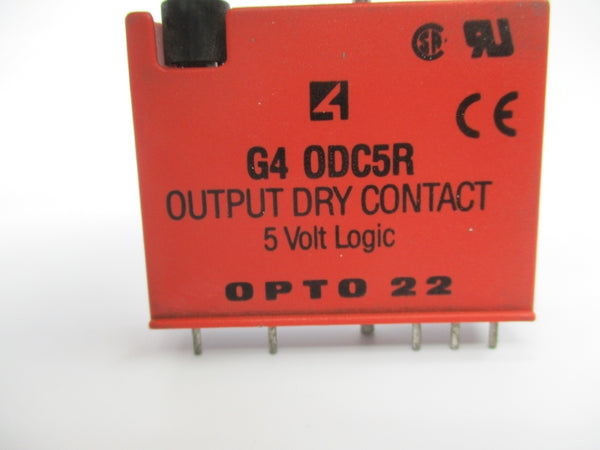 G4 ODC5R
OUTPUT DRY CONTACT
5 Volt Logic
OPTO 22